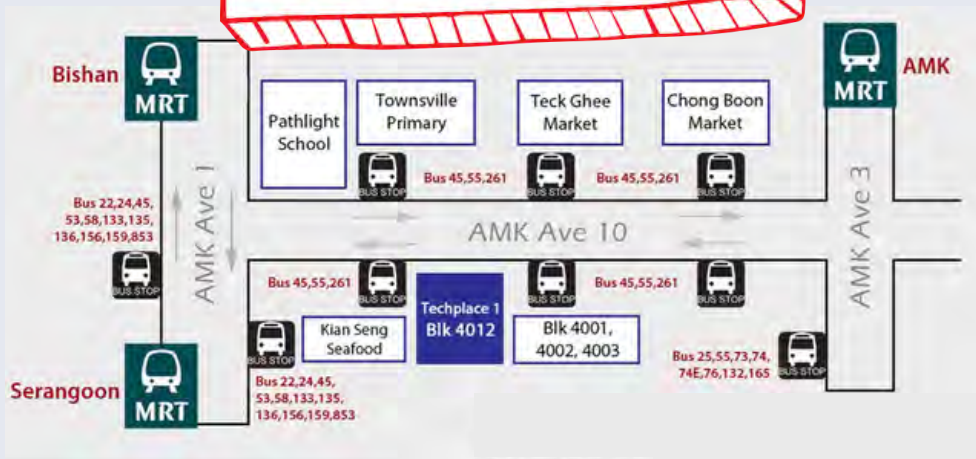 Bishan
MRT
AMK
MRT
Pathlight
School
Townsville
Primary
Teck Ghee
Market
Chong Boon
Market
BUS STOP
Bus 45,55,261
BUS STOP
Bus 45,55,261
BUS STOP
Bus 22,24,45,
53,58,133,135,
136,156,159,853
BUS STOP
AMK Ave 1
AMK Ave 10
AMK Ave 3
Bus 45,55,261
BUS STOP
Techplace 1
Blk 4012
BUS STOP
Bus 45,55,261
BUS STOP
Kian Seng
Seafood
Blk 4001,
4002, 4003
BUS STOP
Bus 22,24,45,
53,58,133,135,
136,156,159,853
Bus 25,55,73,74,
74E,76,132,165
BUS STOP
Serangoon
MRT